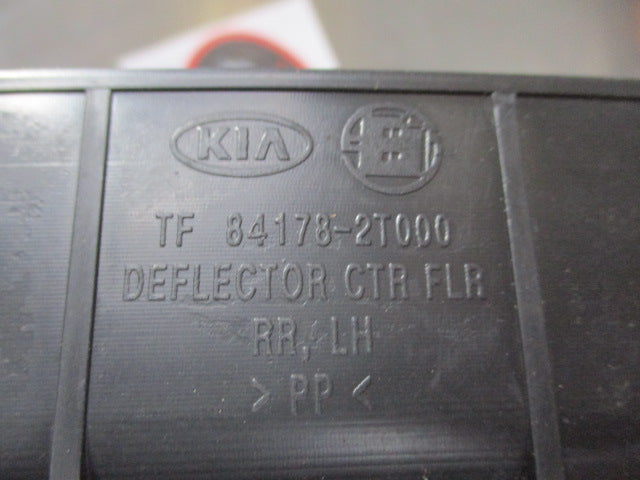 KIA
TF 84178-2T000
DEFLECTOR CTR FLR
RR, LH
>PP<